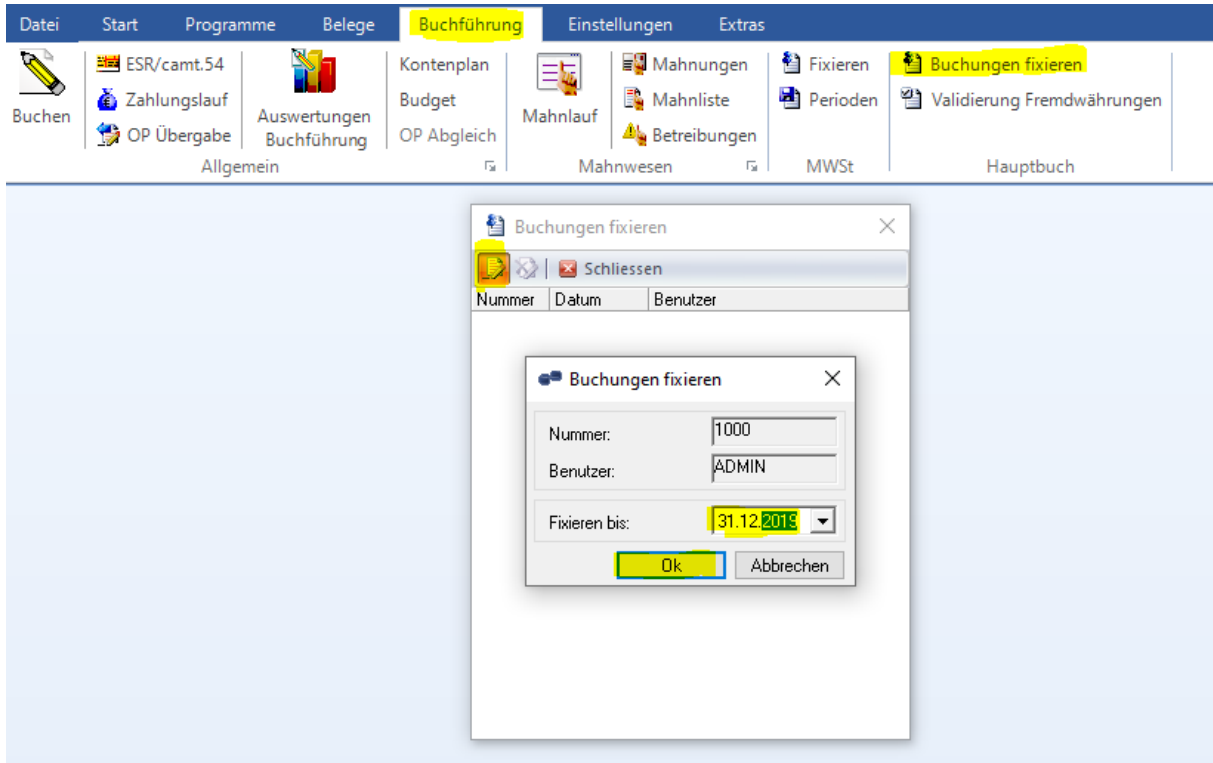 Datei Start Programme Belege Buchführung Einstellungen Extras
Buchen
ESR/camt.54
Zahlungslauf
OP Übergabe
Auswertungen
Buchführung
Allgemein
Kontenplan
Budget
OP Abgleich
Mahnlauf
Mahnungen
Mahnliste
Betreibungen
Mahnwesen
Fixieren
Perioden
MWSt
Buchungen fixieren
Validierung Fremdwährungen
Hauptbuch
Buchungen fixieren
Schliessen
Nummer Datum Benutzer
Buchungen fixieren
Nummer: 1000
Benutzer: ADMIN
Fixieren bis: 31.12.2019
Ok Abbrechen